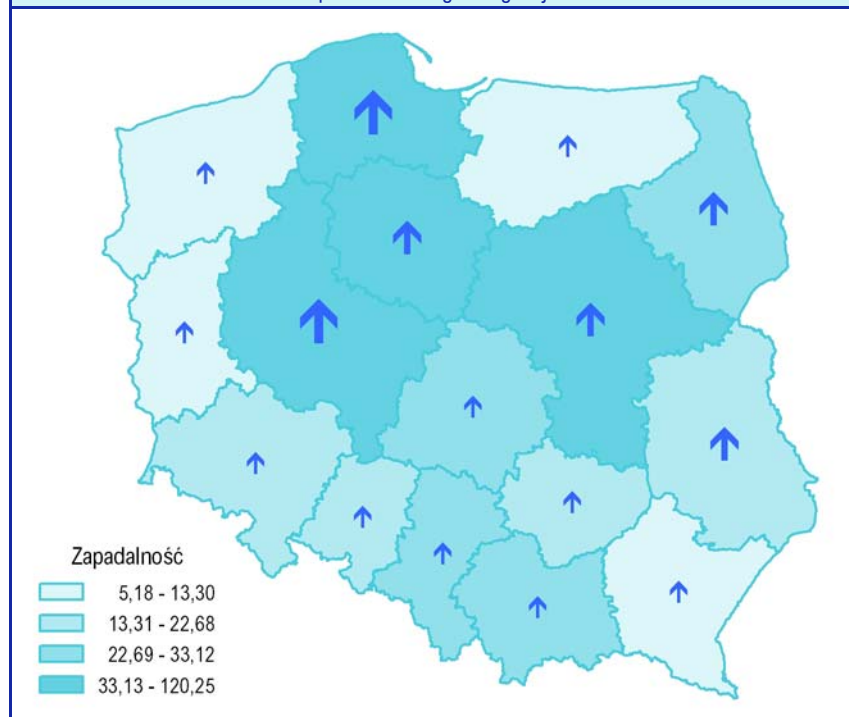 Zapadalność
5,18 - 13,30
13,31 - 22,68
22,69 - 33,12
33,13 - 120,25